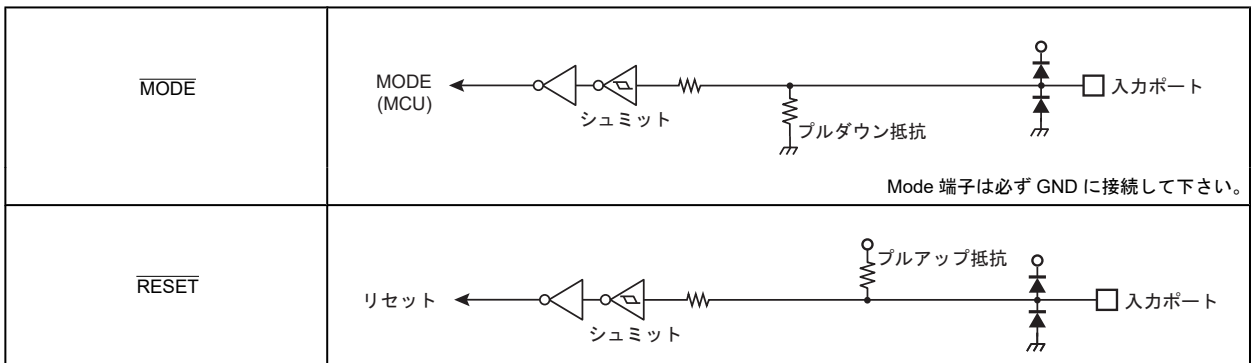 MODE
MODE
(MCU)
シュミット
プルダウン抵抗
入力ポート
Mode 端子は必ず GND に接続して下さい。
RESET
リセット
シュミット
プルアップ抵抗
入力ポート